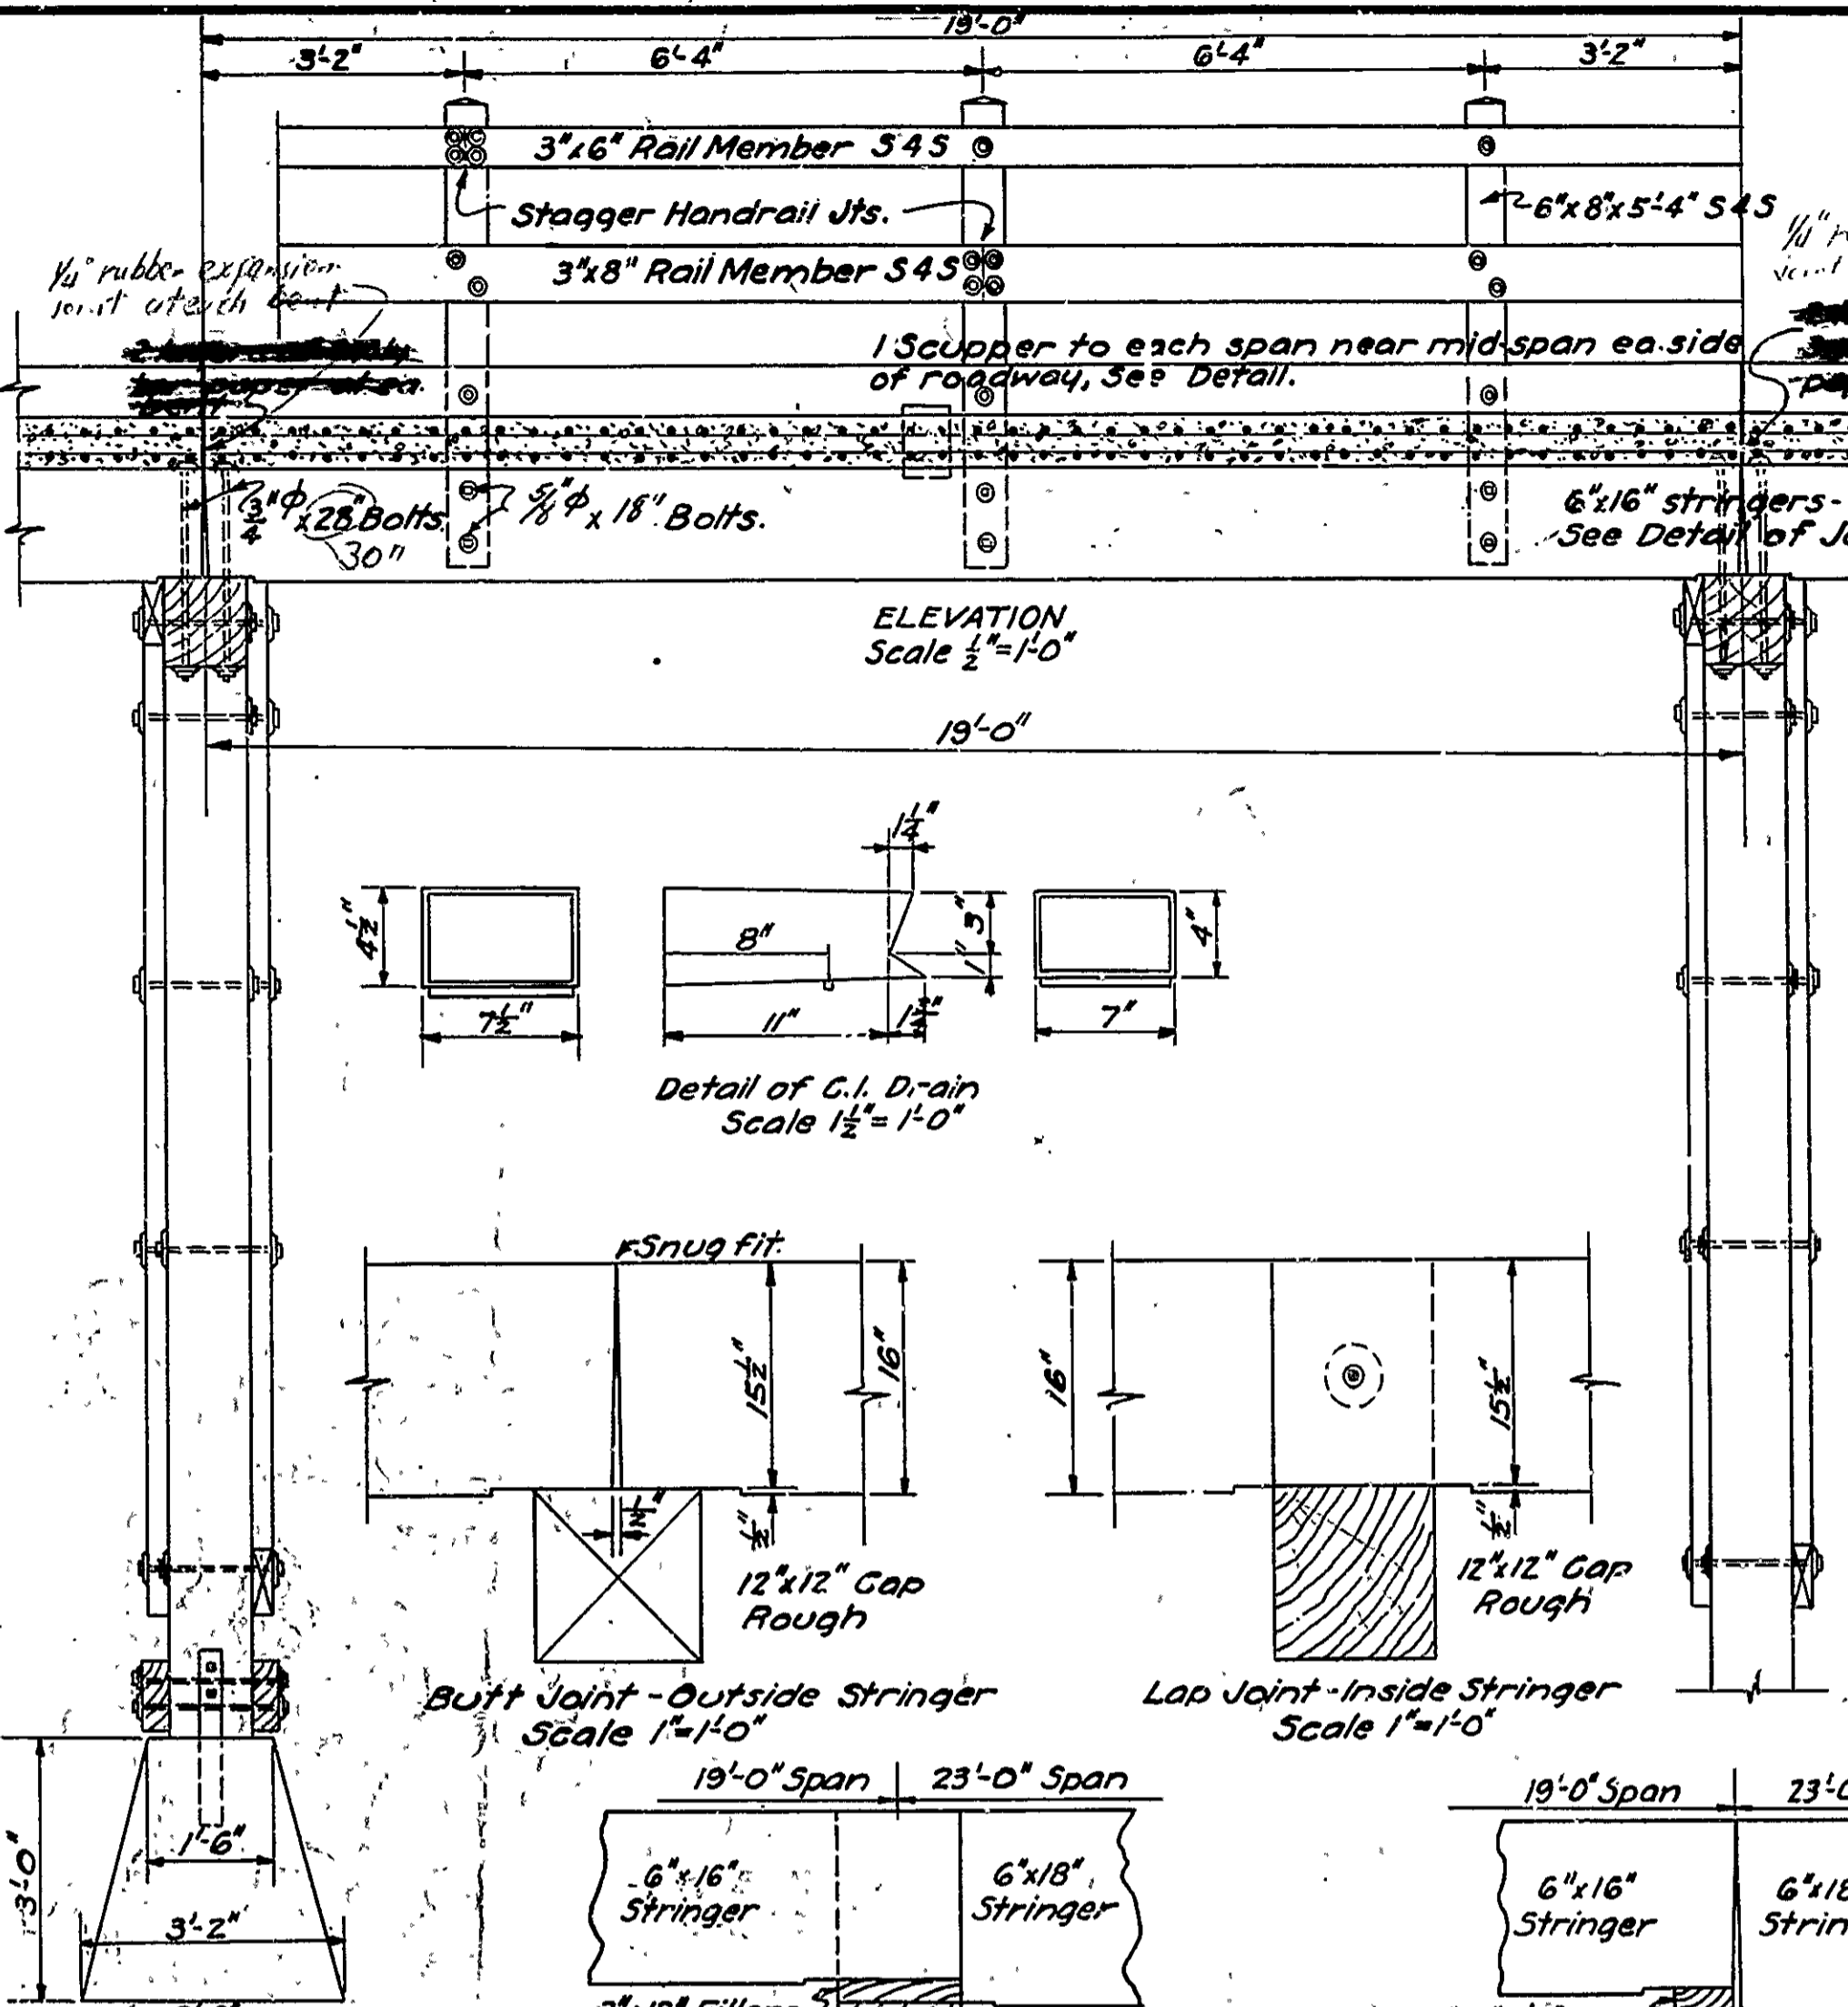 19'-0"
3'-2" 6'-4" 6'-4" 3'-2"
3"x6" Rail Member S4S
Stagger Handrail Jts.
6"x8"x5'-4" S4S
1/4" rubber expansion
joint at each bent
3"x8" Rail Member S4S
1/4"
joint
1 Scupper to each span near mid-span ea. side
of roadway, See Detail.
at ea.
3/4"φ x 28" Bolts
30"
5/8"φ x 18" Bolts.
6"x16" stringers-
See Detail of
ELEVATION
Scale 1/2"=1'-0"
19'-0"
1 1/4"
4 1/2"
7 1/2"
8"
11"
3"
1"
4"
7"
Detail of C.I. Drain
Scale 1 1/2"=1'-0"
Snug fit.
15 1/2"
16"
1/2"
1/2"
12"x12" Cap
Rough
Butt Joint - Outside Stringer
Scale 1"=1'-0"
16"
15 1/2"
1/2"
12"x12" Cap
Rough
Lap Joint - Inside Stringer
Scale 1"=1'-0"
3'-0"
1'-6"
3'-2"
19'-0" Span 23'-0" Span
6"x16"
Stringer
6"x18"
Stringer
19'-0" Span
6"x16"
Stringer